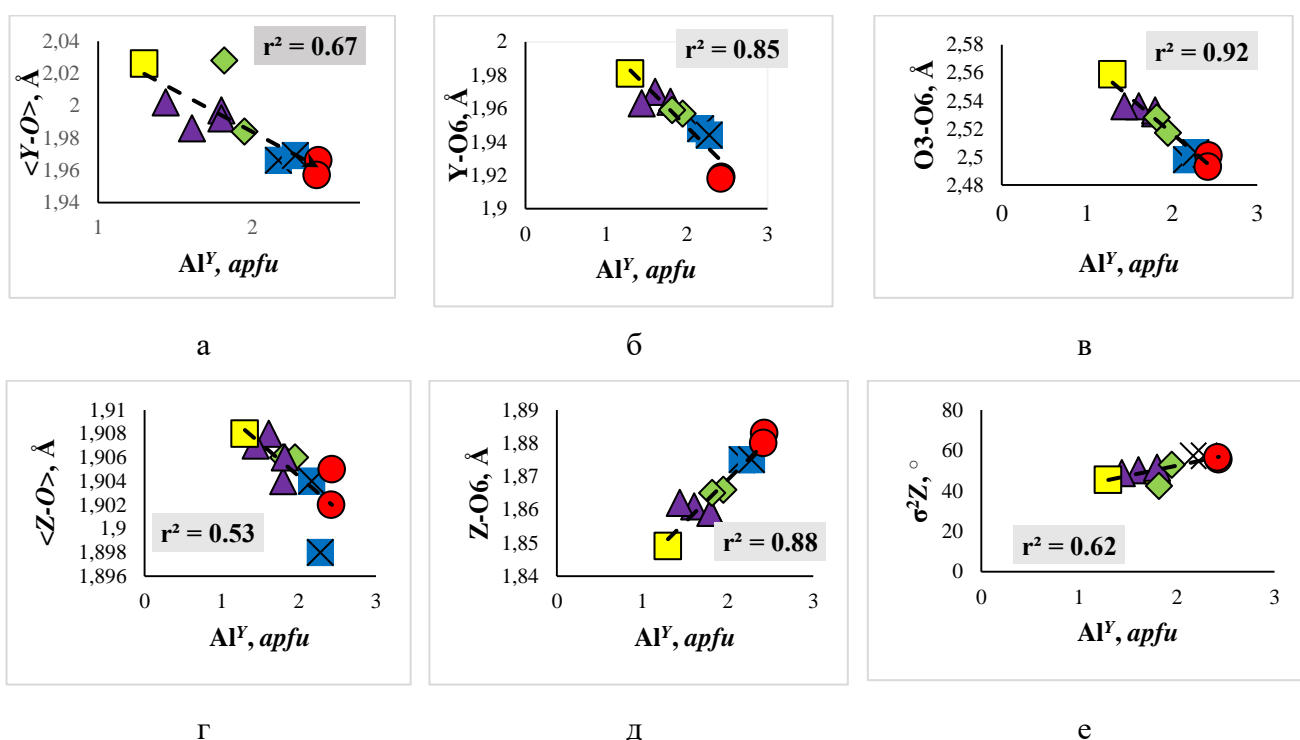 r² = 0.67
<Y-O>, Å
2,04
2,02
2
1,98
1,96
1,94
1
2
Alʸ, apfu
а
r² = 0.85
Y-O6, Å
2
1,98
1,96
1,94
1,92
1,9
0
1
2
3
Alʸ, apfu
б
r² = 0.92
O3-O6, Å
2,58
2,56
2,54
2,52
2,5
2,48
0
1
2
3
Alʸ, apfu
в
r² = 0.53
<Z-O>, Å
1,91
1,908
1,906
1,904
1,902
1,9
1,898
1,896
0
1
2
3
Alʸ, apfu
г
r² = 0.88
Z-O6, Å
1,89
1,88
1,87
1,86
1,85
1,84
0
1
2
3
Alʸ, apfu
д
r² = 0.62
σ²Z, °
80
60
40
20
0
0
1
2
3
Alʸ, apfu
е